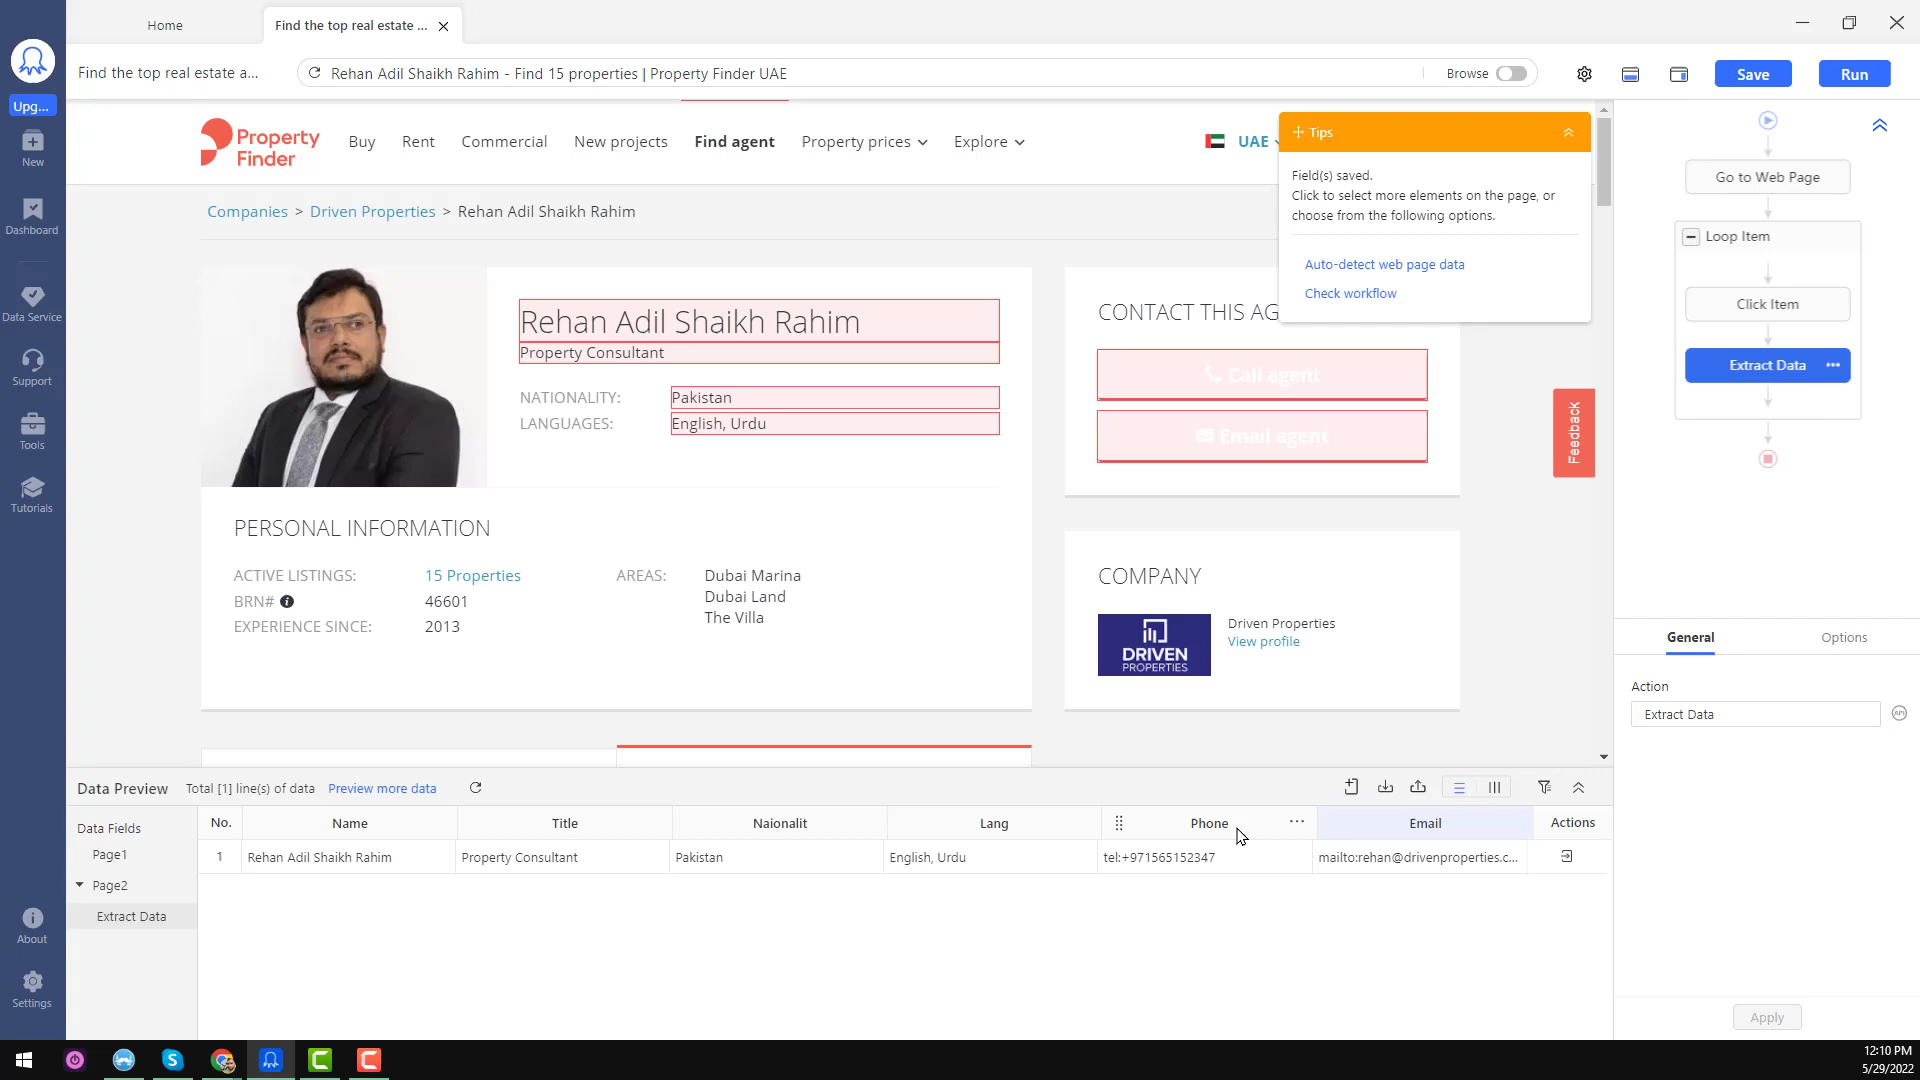 Home
Find the top real estate ...
Find the top real estate a...
Rehan Adil Shaikh Rahim - Find 15 properties | Property Finder UAE
Browse
Save
Run
Upg...
New
Dashboard
Data Service
Support
Tools
Tutorials
About
Settings
Property Finder
Buy
Rent
Commercial
New projects
Find agent
Property prices
Explore
UAE
Tips
Field(s) saved.
Click to select more elements on the page, or
choose from the following options.
Auto-detect web page data
Check workflow
Companies > Driven Properties > Rehan Adil Shaikh Rahim
Rehan Adil Shaikh Rahim
Property Consultant
NATIONALITY: Pakistan
LANGUAGES: English, Urdu
CONTACT THIS AG
Call agent
Email agent
Feedback
PERSONAL INFORMATION
ACTIVE LISTINGS: 15 Properties
BRN# 46601
EXPERIENCE SINCE: 2013
AREAS: Dubai Marina
Dubai Land
The Villa
COMPANY
DRIVEN
PROPERTIES
Driven Properties
View profile
Go to Web Page
Loop Item
Click Item
Extract Data
General
Options
Action
Extract Data
API
Apply
Data Preview
Total [1] line(s) of data
Preview more data
Data Fields
Page1
Page2
Extract Data
No. Name Title Naionalit Lang Phone Email Actions
1 Rehan Adil Shaikh Rahim Property Consultant Pakistan English, Urdu tel:+971565152347 mailto:rehan@drivenproperties.c...
12:10 PM
5/29/2022